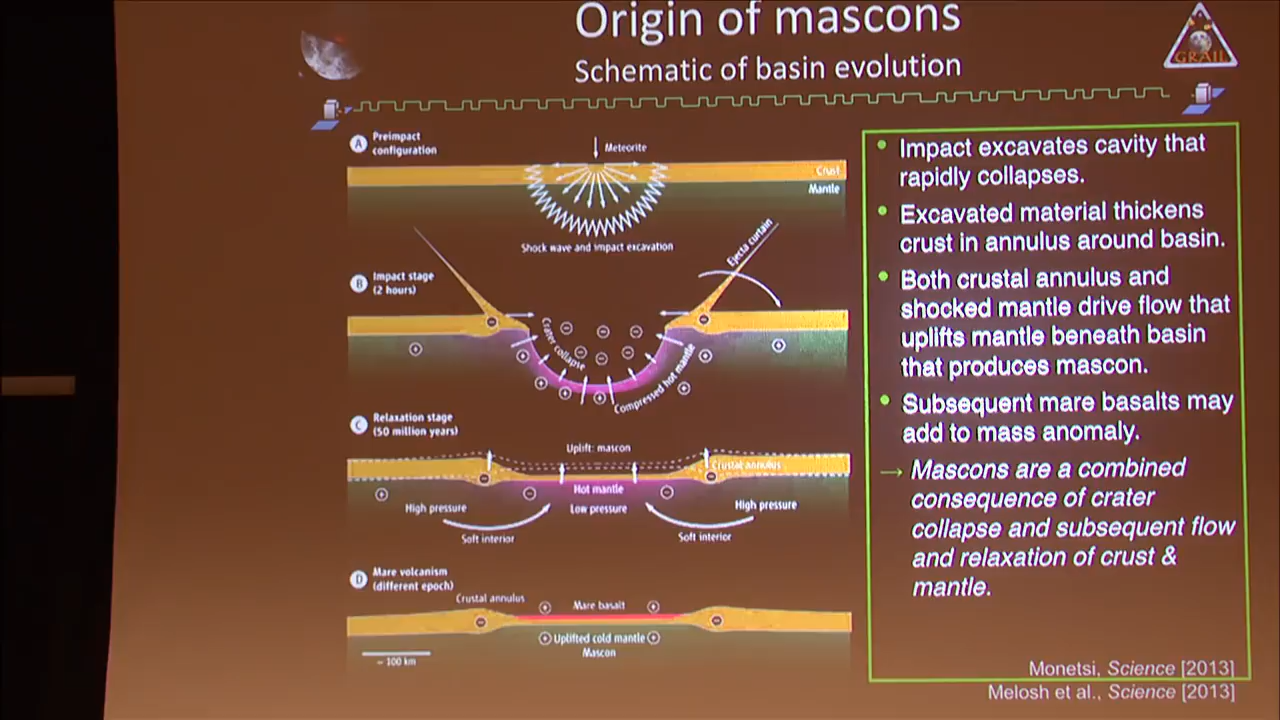 Origin of mascons
Schematic of basin evolution
GRAIL
A Preimpact
configuration
Meteorite
Crust
Mantle
Shock wave and impact excavation
Ejecta curtain
B Impact stage
(2 hours)
Crater collapse
Compressed hot mantle
C Relaxation stage
(50 million years)
Uplift: mascon
Crustal annulus
Hot mantle
High pressure
Low pressure
High pressure
Soft interior
Soft interior
D Mare volcanism
(different epoch)
Crustal annulus
Mare basalt
Uplifted cold mantle
Mascon
~ 100 km
• Impact excavates cavity that
rapidly collapses.
• Excavated material thickens
crust in annulus around basin.
• Both crustal annulus and
shocked mantle drive flow that
uplifts mantle beneath basin
that produces mascon.
• Subsequent mare basalts may
add to mass anomaly.
→ Mascons are a combined
consequence of crater
collapse and subsequent flow
and relaxation of crust &
mantle.
Monetsi, Science [2013]
Melosh et al., Science [2013]